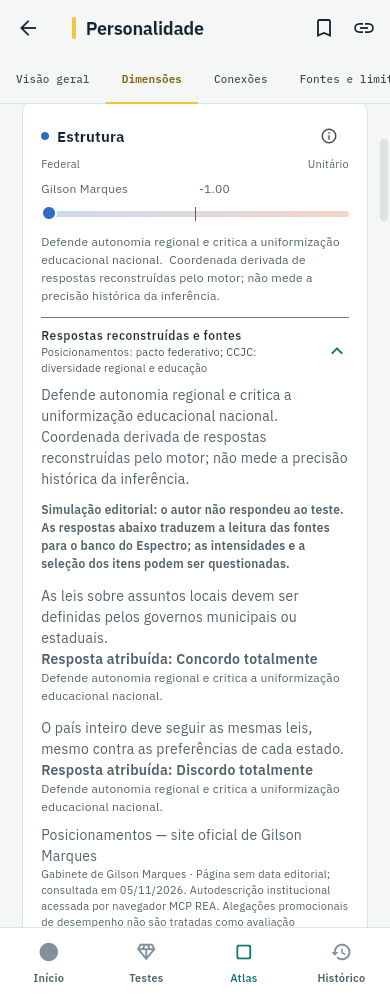 Personalidade
Visão geral
Dimensões
Conexões
Fontes e limit
Estrutura
Federal
Unitário
Gilson Marques
-1.00
Defende autonomia regional e critica a uniformização
educacional nacional.  Coordenada derivada de
respostas reconstruídas pelo motor; não mede a
precisão histórica da inferência.
Respostas reconstruídas e fontes
Posicionamentos: pacto federativo; CCJC:
diversidade regional e educação
Defende autonomia regional e critica a
uniformização educacional nacional.
Coordenada derivada de respostas
reconstruídas pelo motor; não mede a precisão
histórica da inferência.
Simulação editorial: o autor não respondeu ao teste.
As respostas abaixo traduzem a leitura das fontes
para o banco do Espectro; as intensidades e a
seleção dos itens podem ser questionadas.
As leis sobre assuntos locais devem ser
definidas pelos governos municipais ou
estaduais.
Resposta atribuída: Concordo totalmente
Defende autonomia regional e critica a uniformização
educacional nacional.
O país inteiro deve seguir as mesmas leis,
mesmo contra as preferências de cada estado.
Resposta atribuída: Discordo totalmente
Defende autonomia regional e critica a uniformização
educacional nacional.
Posicionamentos — site oficial de Gilson
Marques
Gabinete de Gilson Marques · Página sem data editorial;
consultada em 05/11/2026. Autodescrição institucional
acessada por navegador MCP REA. Alegações promocionais
de desempenho não são tratadas como avaliação
Início
Testes
Atlas
Histórico